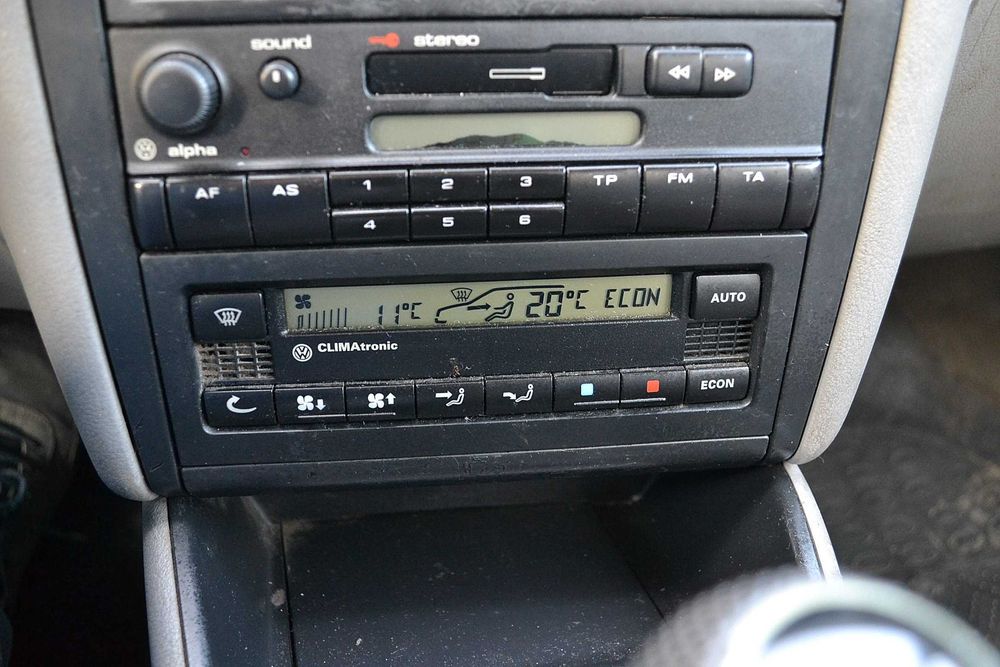 sound stereo
alpha
AF AS 1 2 3 TP FM TA
4 5 6
11°C 20°C ECON AUTO
CLIMAtronic
ECON